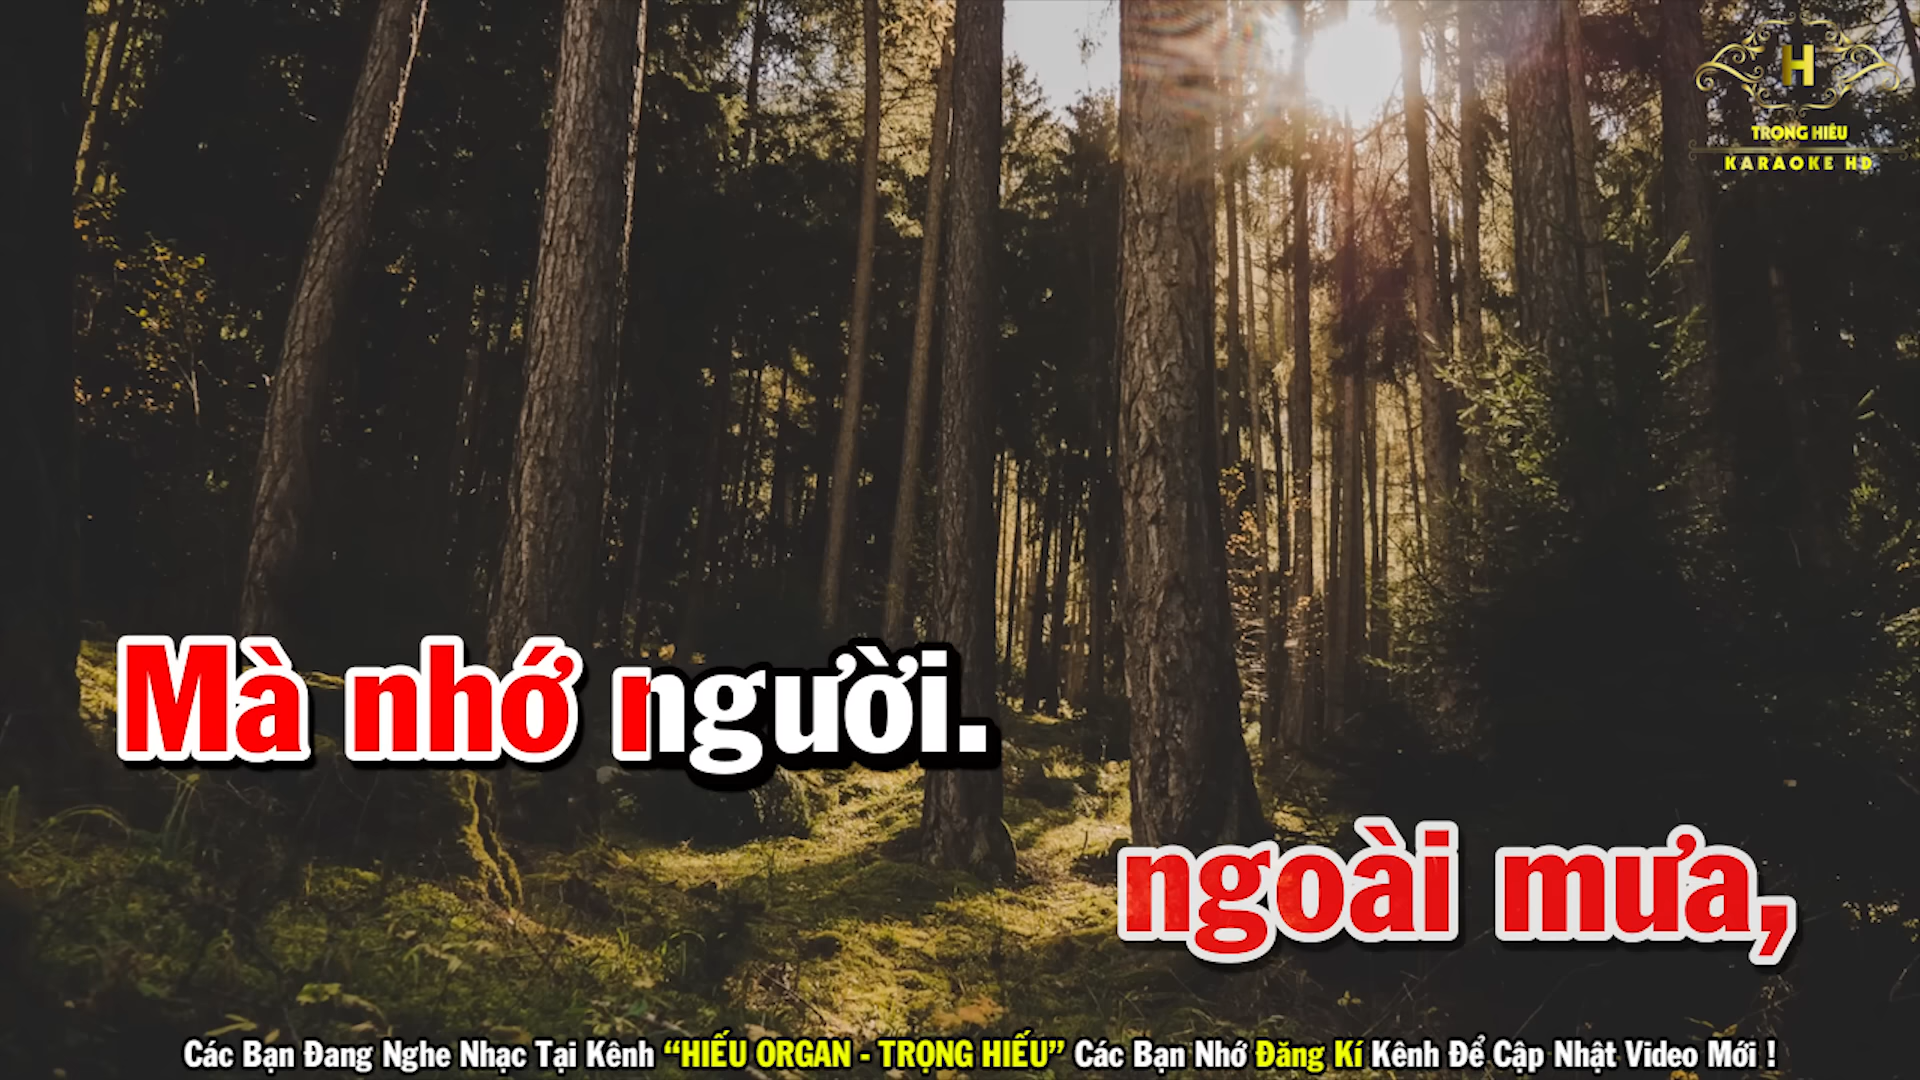 H
TRỌNG HIẾU
KARAOKE HD
Mà nhớ người.
ngoài mưa,
Các Bạn Đang Nghe Nhạc Tại Kênh “HIẾU ORGAN - TRỌNG HIẾU” Các Bạn Nhớ Đăng Kí Kênh Để Cập Nhật Video Mới !